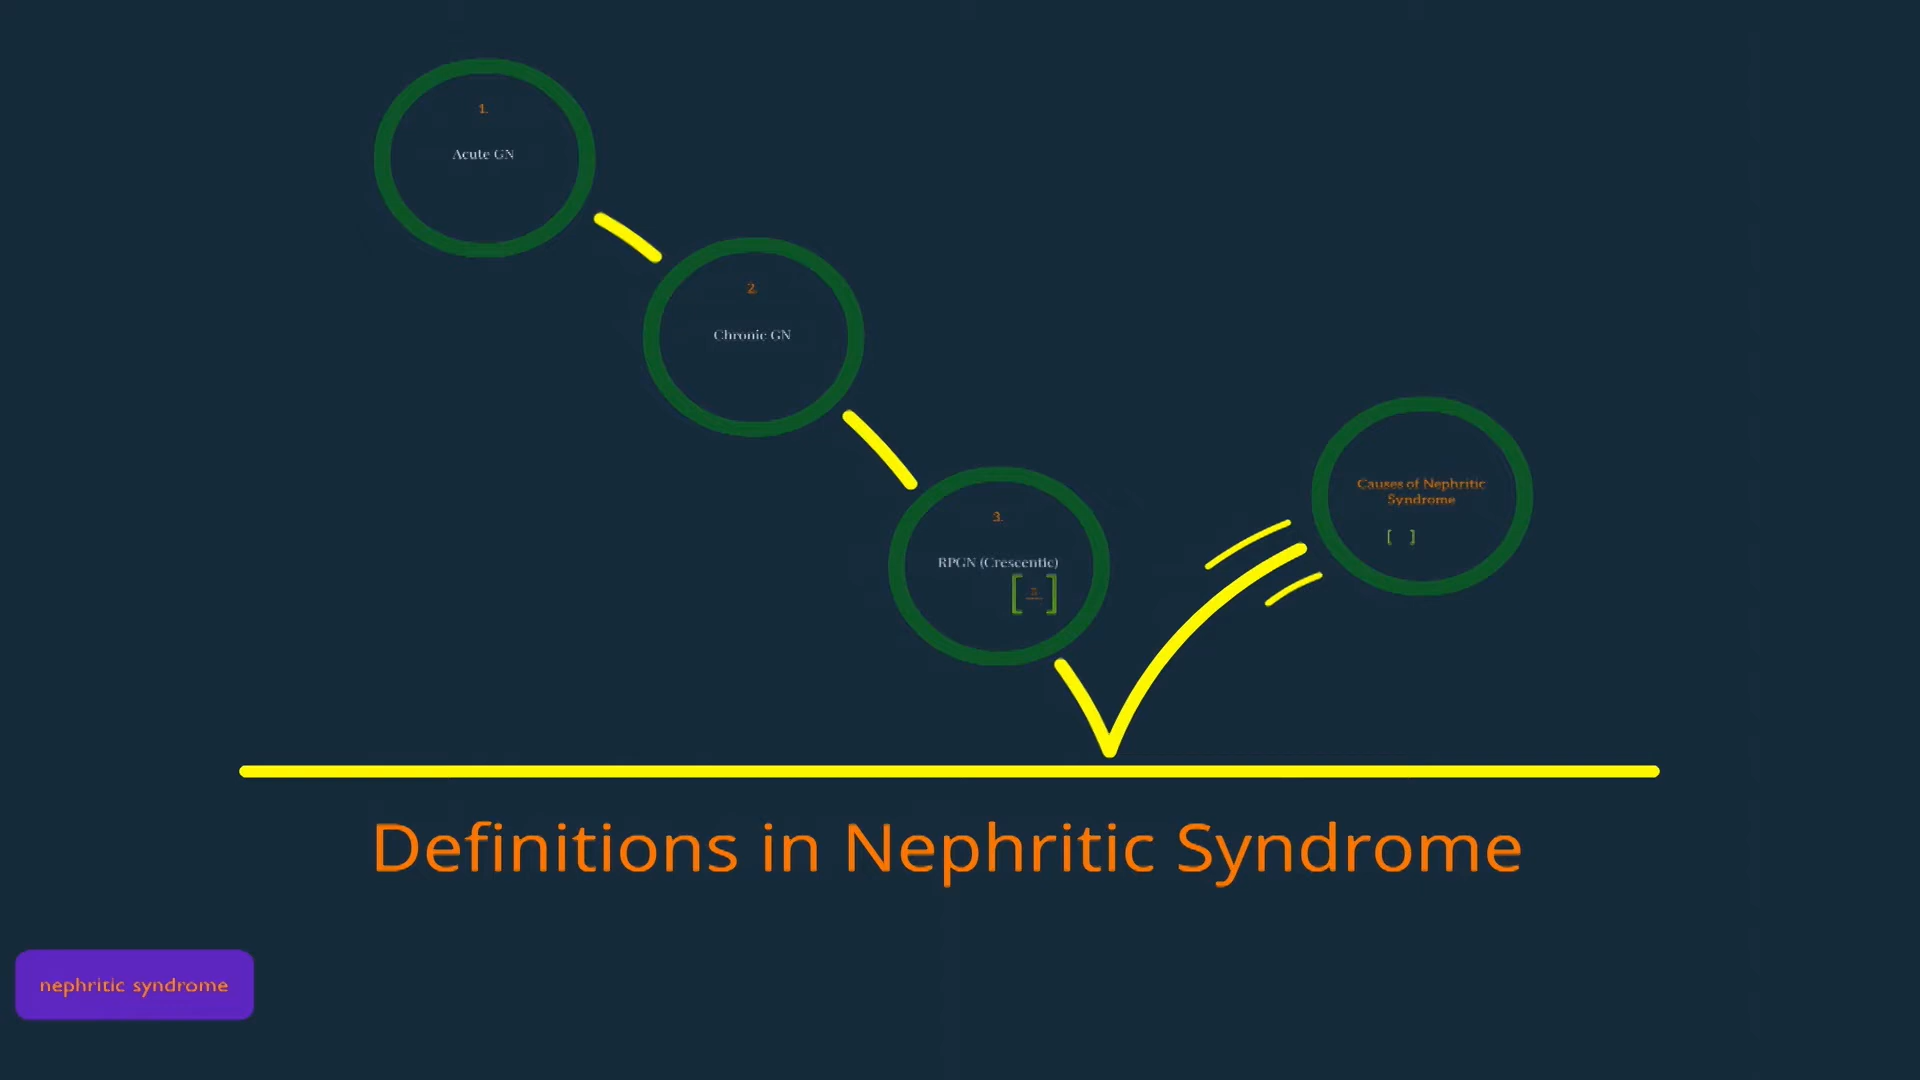 1.
Acute GN
2.
Chronic GN
3.
RPGN (Crescentic)
[ ]
Causes of Nephritic
Syndrome
[ ]
Definitions in Nephritic Syndrome
nephritic syndrome